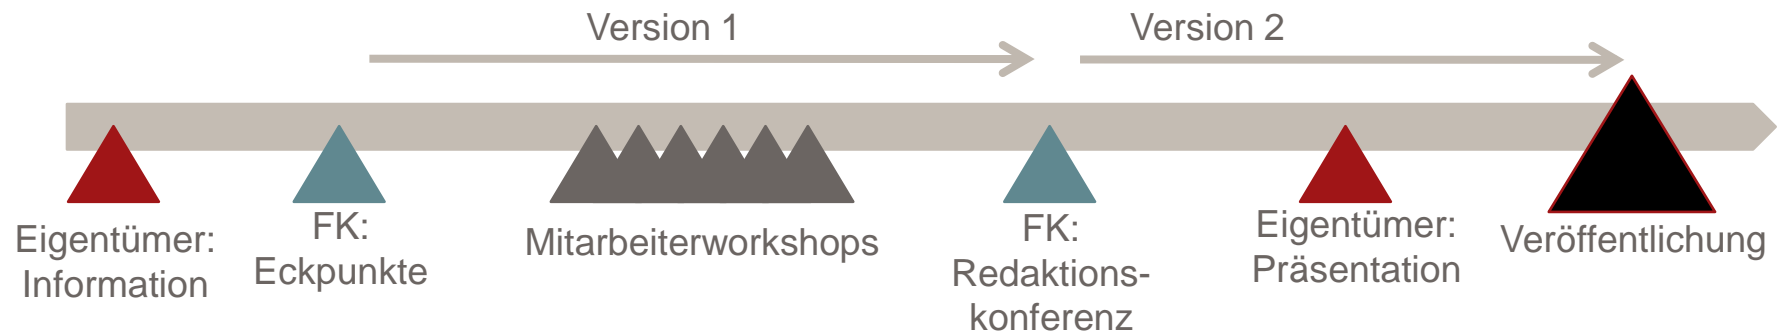 Version 1
Version 2
Eigentümer:
Information
FK:
Eckpunkte
Mitarbeiterworkshops
FK:
Redaktions-
konferenz
Eigentümer:
Präsentation
Veröffentlichung